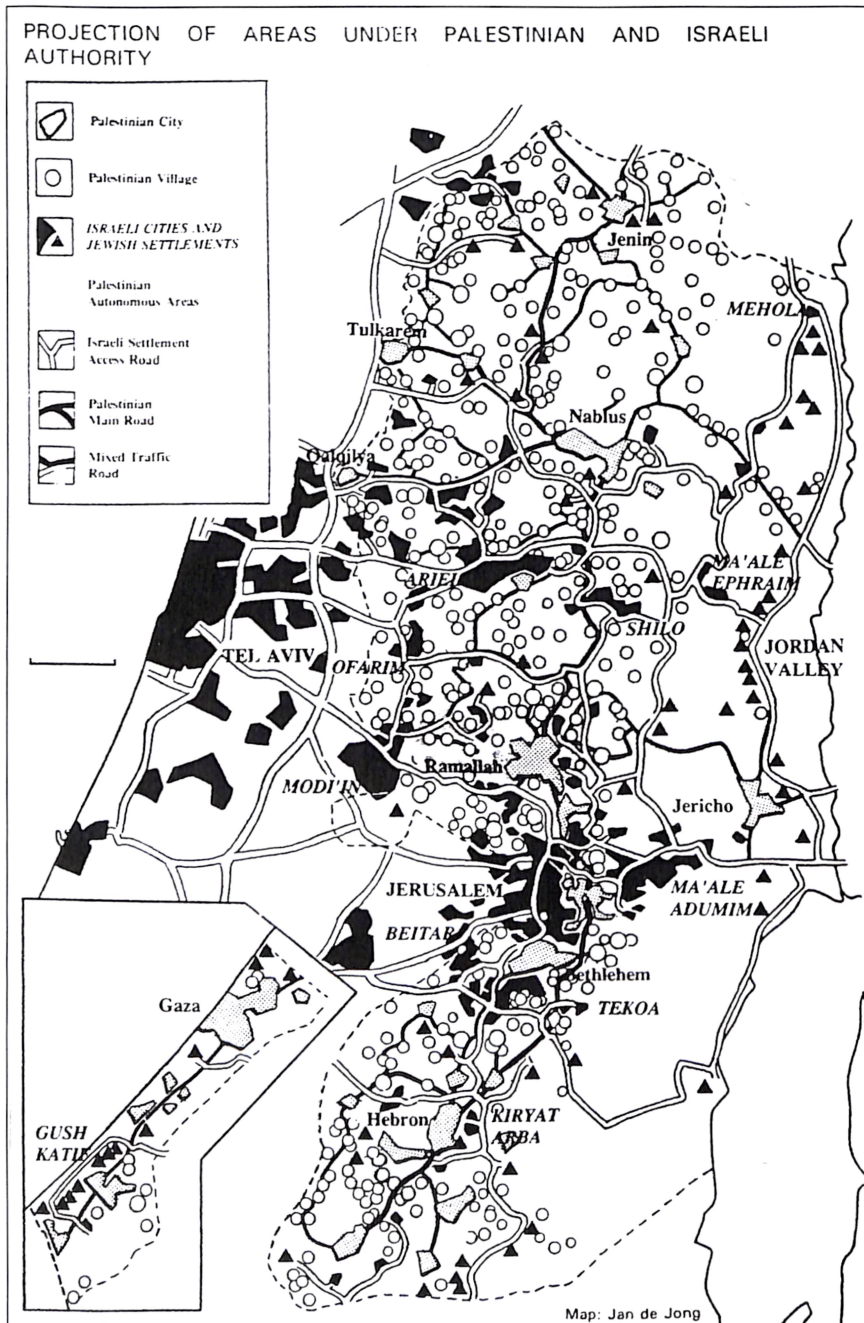 PROJECTION OF AREAS UNDER PALESTINIAN AND ISRAELI
AUTHORITY
Palestinian City
Palestinian Village
ISRAELI CITIES AND
JEWISH SETTLEMENTS
Palestinian
Autonomous Areas
Israeli Settlement
Access Road
Palestinian
Main Road
Mixed Traffic
Road
Jenin
MEHOLA
Tulkarem
Nablus
Qalqilya
ARIEL
MA'ALE
EPHRAIM
SHILO
TEL AVIV
OFARIM
JORDAN
VALLEY
Ramallah
MODI'IN
Jericho
JERUSALEM
MA'ALE
ADUMIM
BEITAR
Bethlehem
TEKOA
Gaza
GUSH
KATIF
Hebron
KIRYAT
ARBA
Map: Jan de Jong